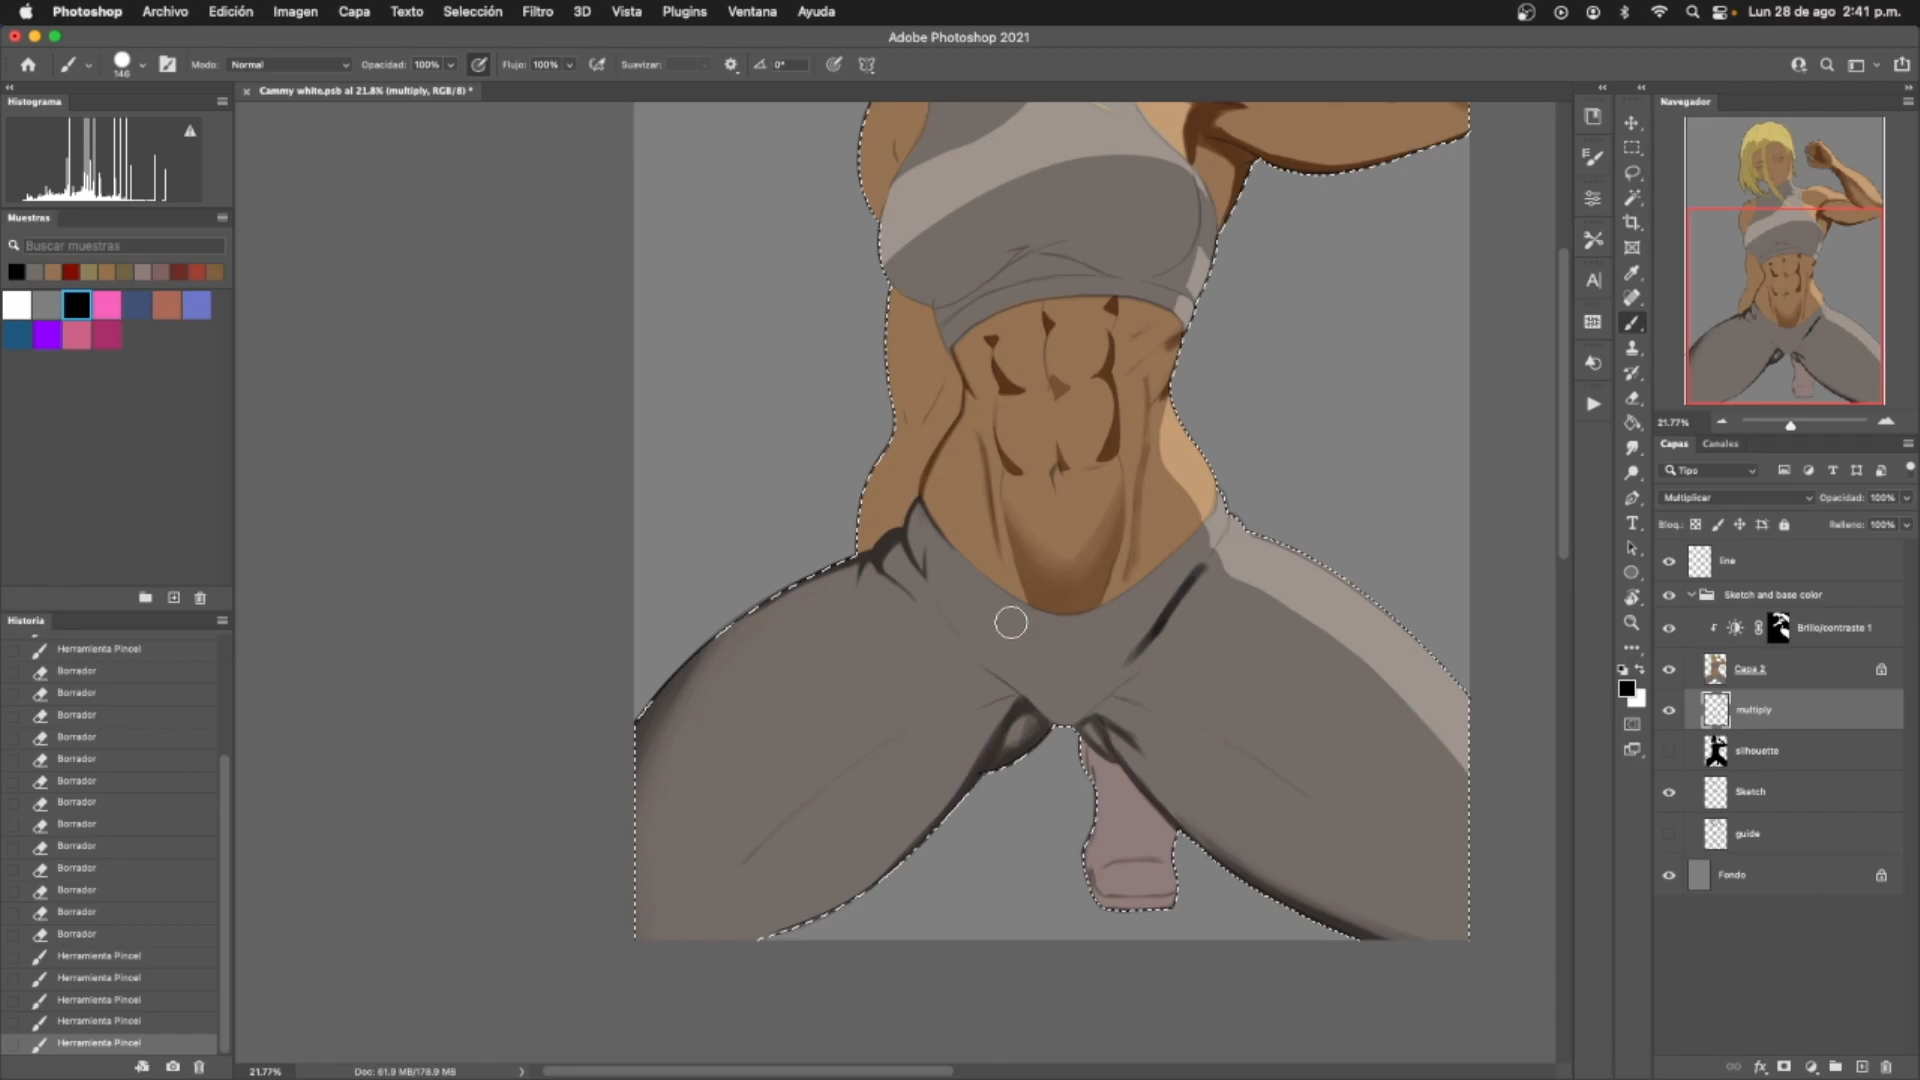 Photoshop Archivo Edición Imagen Capa Texto Selección Filtro 3D Vista Plugins Ventana Ayuda Lun 28 de ago 2:41 p.m.
Adobe Photoshop 2021
146 Modo: Normal Opacidad: 100% Flujo: 100% Suavizar: 0°
Histograma
Cammy white.psb al 21.8% (multiply, RGB/8) *
Navegador
Muestras
Buscar muestras
21.77%
Capas Canales
Tipo
Multiplicar Opacidad: 100%
Bloq.: Relleno: 100%
line
Sketch and base color
Brillo/contraste 1
Capa 2
multiply
silhouette
Sketch
guide
Fondo
Historia
Herramienta Pincel
Borrador
Borrador
Borrador
Borrador
Borrador
Borrador
Borrador
Borrador
Borrador
Borrador
Borrador
Borrador
Borrador
Herramienta Pincel
Herramienta Pincel
Herramienta Pincel
Herramienta Pincel
Herramienta Pincel
21.77% Doc: 61.9 MB/178.9 MB